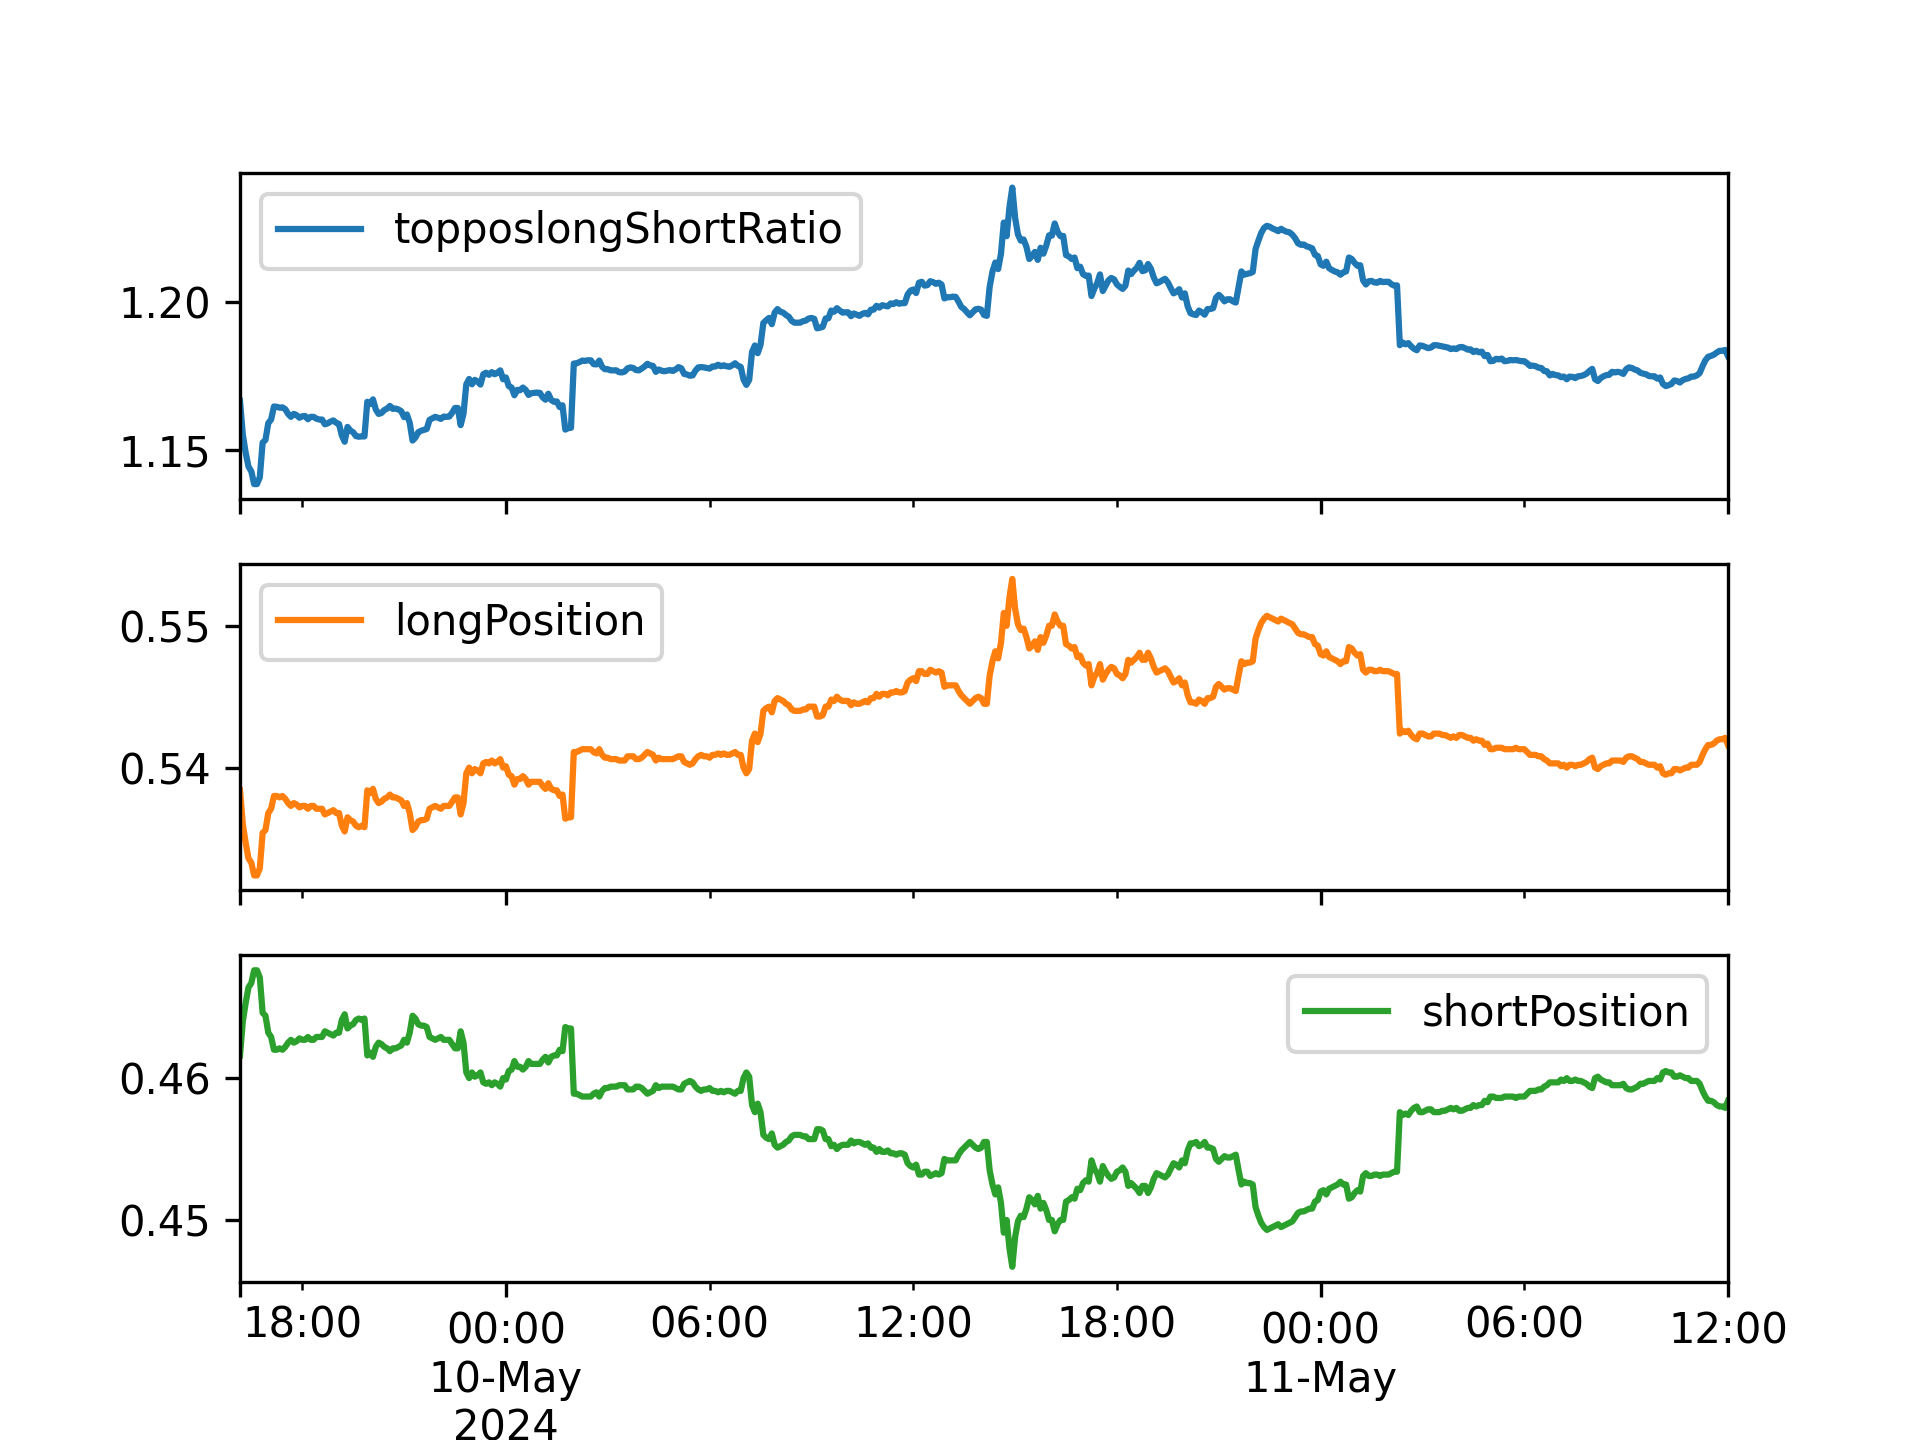 topposlongShortRatio
1.20
1.15
longPosition
0.55
0.54
shortPosition
0.46
0.45
18:00 00:00 06:00 12:00 18:00 00:00 06:00 12:00
10-May 11-May
2024